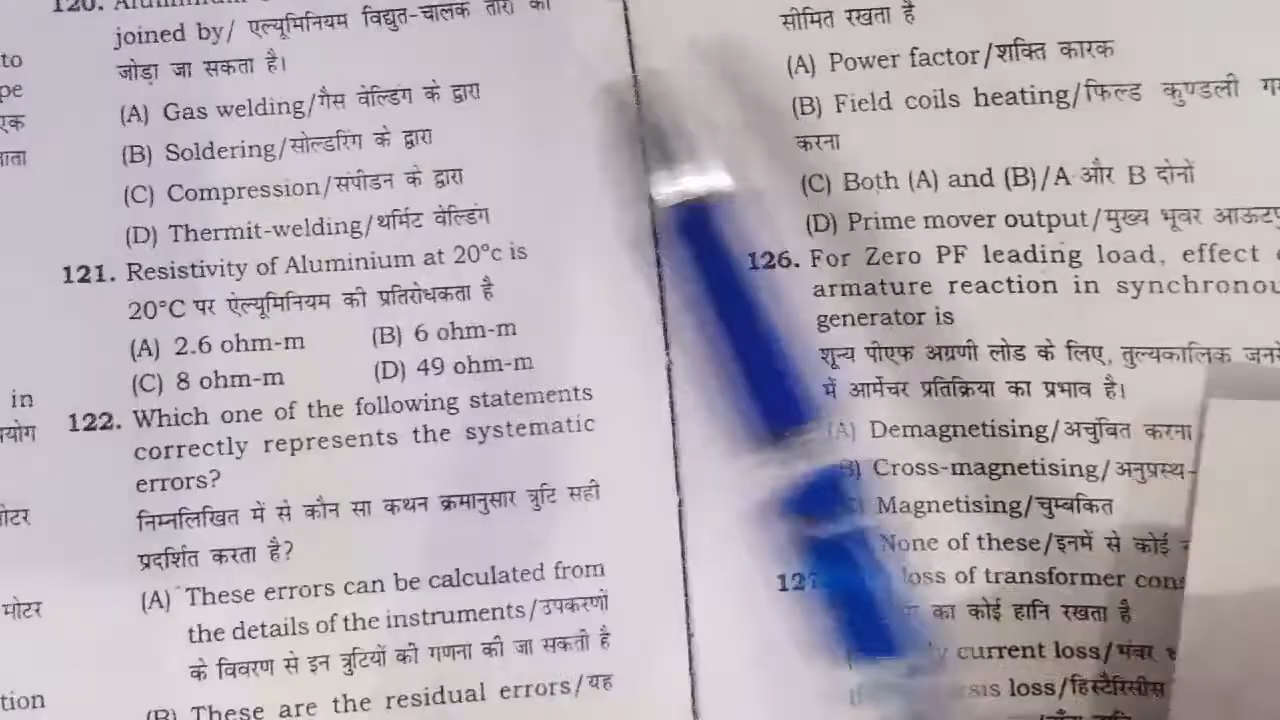 to
pe
एक
in
मोटर
tion
120.
joined by/ एल्यूमिनियम विद्युत-चालक तारों को
जोड़ा जा सकता है।
(A) Gas welding/गैस वेल्डिंग के द्वारा
(B) Soldering/सोल्डरिंग के द्वारा
(C) Compression/संपीडन के द्वारा
(D) Thermit-welding/थर्मिट वेल्डिंग
121. Resistivity of Aluminium at 20°c is
20°C पर एंल्यूमिनियम की प्रतिरोधकता है
(A) 2.6 ohm-m (B) 6 ohm-m
(C) 8 ohm-m (D) 49 ohm-m
122. Which one of the following statements
correctly represents the systematic
errors?
निम्नलिखित में से कौन सा कथन क्रमानुसार त्रुटि सही
प्रदर्शित करता है?
(A) These errors can be calculated from
the details of the instruments/उपकरणों
के विवरण से इन त्रुटियों की गणना की जा सकती है
(B) These are the residual errors/यह
सीमित रखता है
(A) Power factor/शक्ति कारक
(B) Field coils heating/फिल्ड कुण्डली
करना
(C) Both (A) and (B)/A और B दोनों
(D) Prime mover output/मुख्य भूवर
126. For Zero PF leading load, effect
armature reaction in synchronou
generator is
शून्य पीएफ अग्रणी लोड के लिए, तुल्यकालिक
में आर्मेचर प्रतिक्रिया का प्रभाव है।
(A) Demagnetising/अचुंवित करना
Cross-magnetising/अनुप्रस्थ-
Magnetising/चुम्बकित
None of these/इनमें से कोई
loss of transformer cons
का कोई हानि रखता है
current loss/भंवर
loss/हिस्टैरिसीस